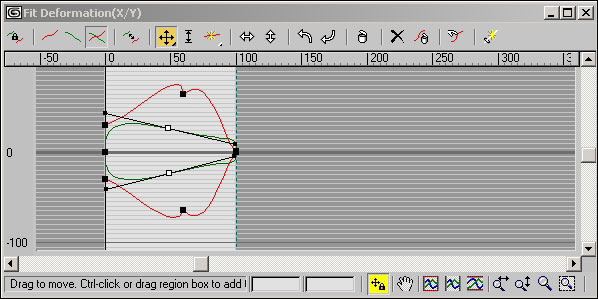 Fit Deformation(X/Y)
-50 0 50 100 150 200 250 300
0
-100
Drag to move. Ctrl-click or drag region box to add